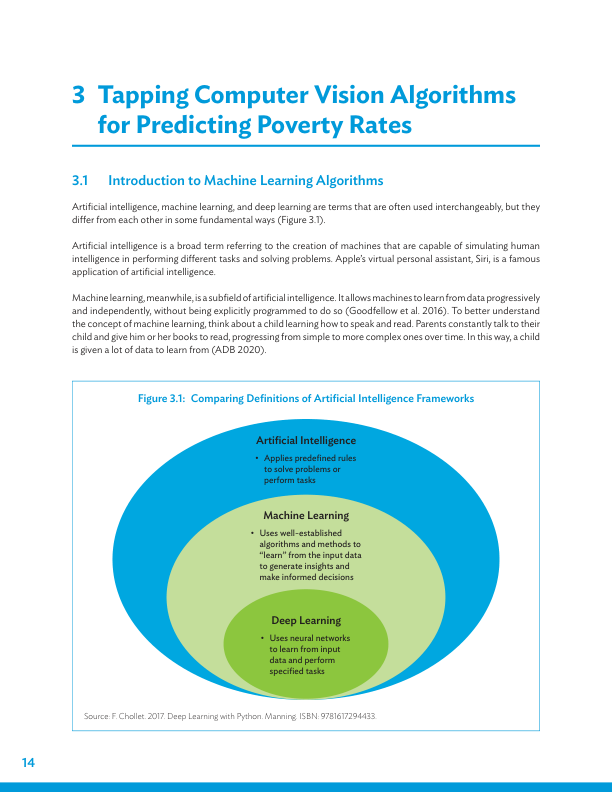 3 Tapping Computer Vision Algorithms
for Predicting Poverty Rates
3.1 Introduction to Machine Learning Algorithms
Artificial intelligence, machine learning, and deep learning are terms that are often used interchangeably, but they
differ from each other in some fundamental ways (Figure 3.1).
Artificial intelligence is a broad term referring to the creation of machines that are capable of simulating human
intelligence in performing different tasks and solving problems. Apple's virtual personal assistant, Siri, is a famous
application of artificial intelligence.
Machine learning, meanwhile, is a subfield of artificial intelligence. It allows machines to learn from data progressively
and independently, without being explicitly programmed to do so (Goodfellow et al. 2016). To better understand
the concept of machine learning, think about a child learning how to speak and read. Parents constantly talk to their
child and give him or her books to read, progressing from simple to more complex ones over time. In this way, a child
is given a lot of data to learn from (ADB 2020).
Figure 3.1: Comparing Definitions of Artificial Intelligence Frameworks
Artificial Intelligence
• Applies predefined rules
to solve problems or
perform tasks
Machine Learning
• Uses well-established
algorithms and methods to
“learn” from the input data
to generate insights and
make informed decisions
Deep Learning
• Uses neural networks
to learn from input
data and perform
specified tasks
Source: F. Chollet. 2017. Deep Learning with Python. Manning. ISBN: 9781617294433.
14